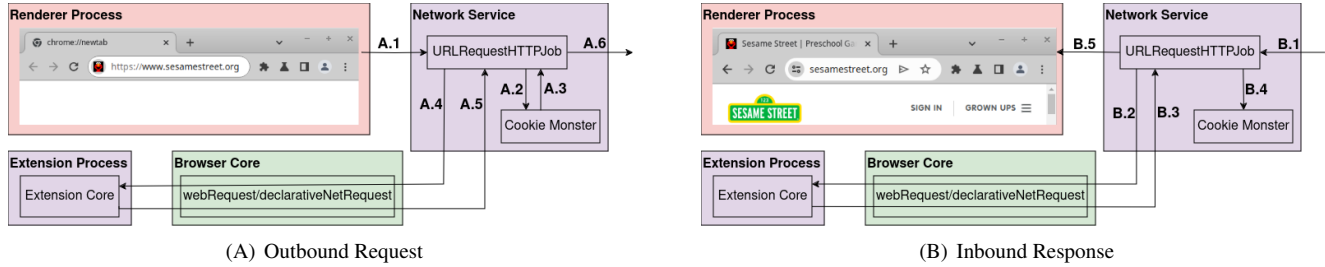 Renderer Process
chrome://newtab
https://www.sesamestreet.org
A.1
Network Service
URLRequestHTTPJob
A.6
A.2
A.3
A.4
A.5
Cookie Monster
Extension Process
Extension Core
Browser Core
webRequest/declarativeNetRequest
(A) Outbound Request
Renderer Process
Sesame Street | Preschool Ga
sesamestreet.org
123
SESAME STREET
SIGN IN
GROWN UPS
B.5
Network Service
URLRequestHTTPJob
B.1
B.4
B.2
B.3
Cookie Monster
Extension Process
Extension Core
Browser Core
webRequest/declarativeNetRequest
(B) Inbound Response